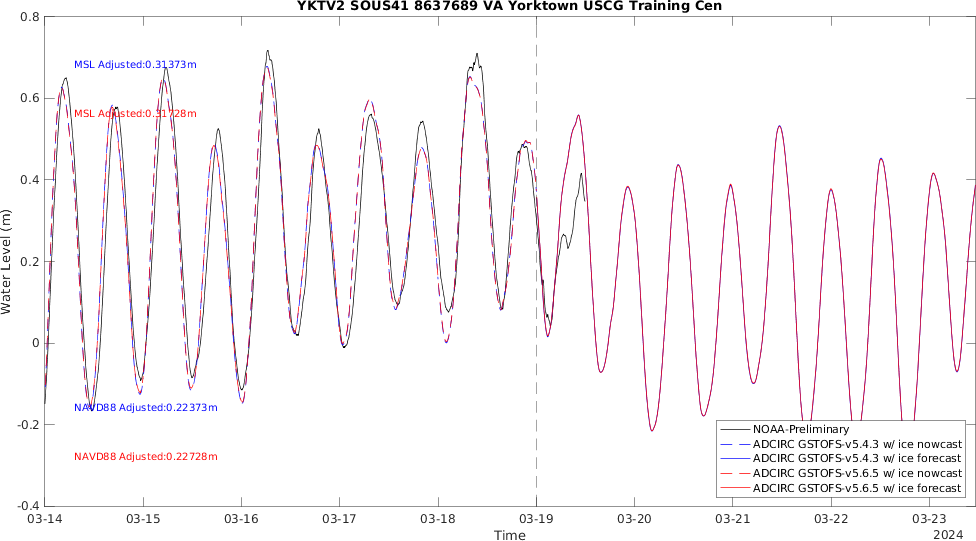 YKTV2 SOUS41 8637689 VA Yorktown USCG Training Cen
0.8
0.6
0.4
0.2
0
-0.2
-0.4
Water Level (m)
MSL Adjusted:0.31373m
MSL Adjusted:0.31728m
NAVD88 Adjusted:0.22373m
NAVD88 Adjusted:0.22728m
NOAA-Preliminary
ADCIRC GSTOFS-v5.4.3 w/ ice nowcast
ADCIRC GSTOFS-v5.4.3 w/ ice forecast
ADCIRC GSTOFS-v5.6.5 w/ ice nowcast
ADCIRC GSTOFS-v5.6.5 w/ ice forecast
03-14 03-15 03-16 03-17 03-18 03-19 03-20 03-21 03-22 03-23
Time
2024